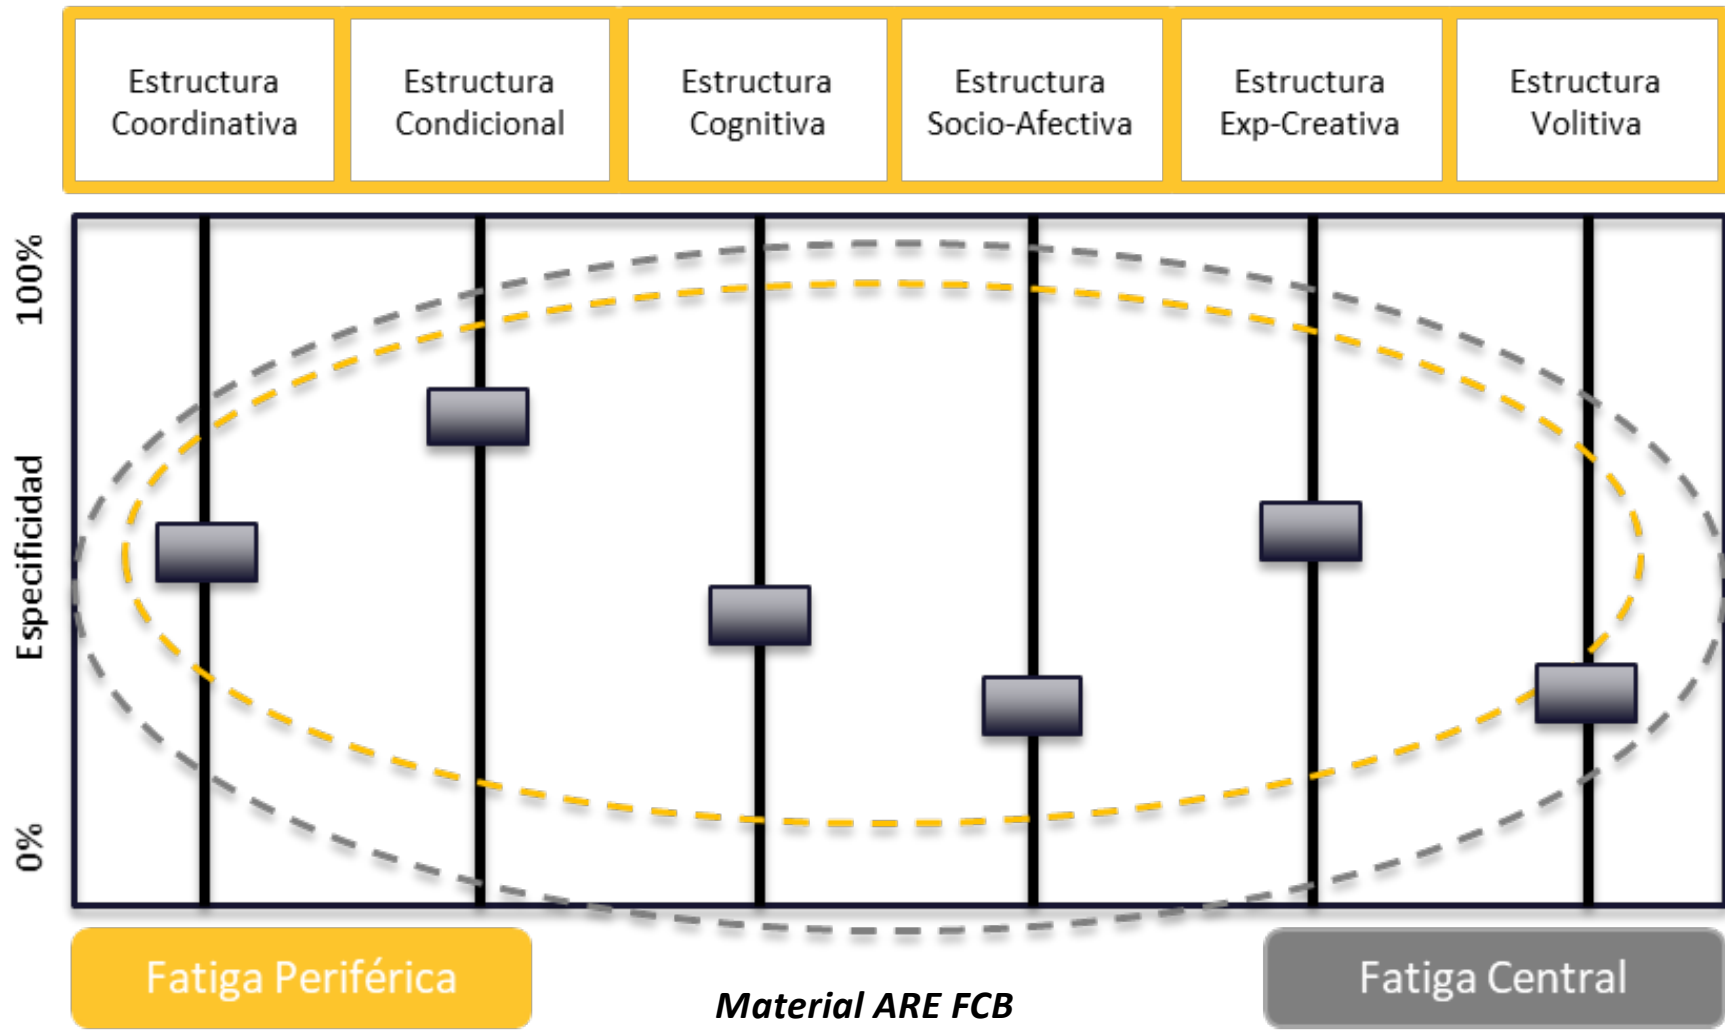 Estructura
Coordinativa
Estructura
Condicional
Estructura
Cognitiva
Estructura
Socio-Afectiva
Estructura
Exp-Creativa
Estructura
Volitiva
100%
Especificidad
0%
Fatiga Periférica
Material ARE FCB
Fatiga Central